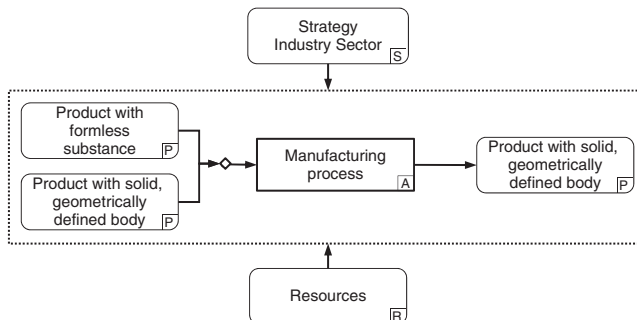 Strategy
Industry Sector
S
Product with
formless
substance
P
Product with solid,
geometrically
defined body
P
Manufacturing
process
A
Product with solid,
geometrically
defined body
P
Resources
R